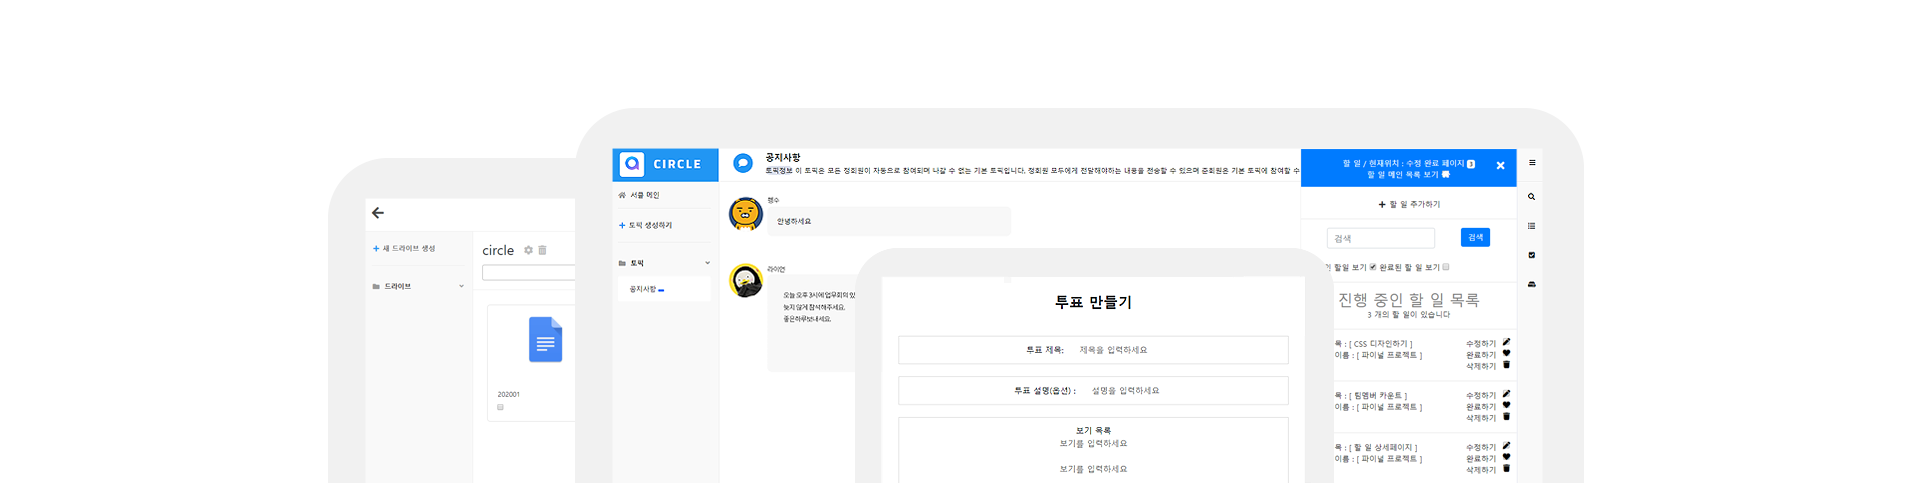 새 드라이브 생성
드라이브
circle
202001
CIRCLE
서클 메인
토픽 생성하기
토픽
공지사항
공지사항
토픽정보 이 토픽은 모든 정회원이 자동으로 참여되며 나갈 수 없는 기본 토픽입니다. 정회원 모두에게 전달해야하는 내용을 전송할 수 있으며 준회원은 기본 토픽에 참여할 수
안녕하세요
라이언
오늘 오후 3시에 업무회의 있
늦지 않게 참석해주세요.
좋은하루보내세요.
투표 만들기
투표 제목: 제목을 입력하세요
투표 설명(옵션) : 설명을 입력하세요
보기 목록
보기를 입력하세요
보기를 입력하세요
할 일 / 현재위치 : 수정 완료 페이지 3
할 일 메인 목록 보기
할 일 추가하기
검색 검색
할일 보기 완료된 할 일 보기
진행 중인 할 일 목록
3 개의 할 일이 있습니다
목 : [ CSS 디자인하기 ] 수정하기
이름 : [ 파이널 프로젝트 ] 완료하기
삭제하기
목 : [ 팀멤버 카운트 ] 수정하기
이름 : [ 파이널 프로젝트 ] 완료하기
삭제하기
목 : [ 할 일 상세페이지 ] 수정하기
이름 : [ 파이널 프로젝트 ] 완료하기
삭제하기